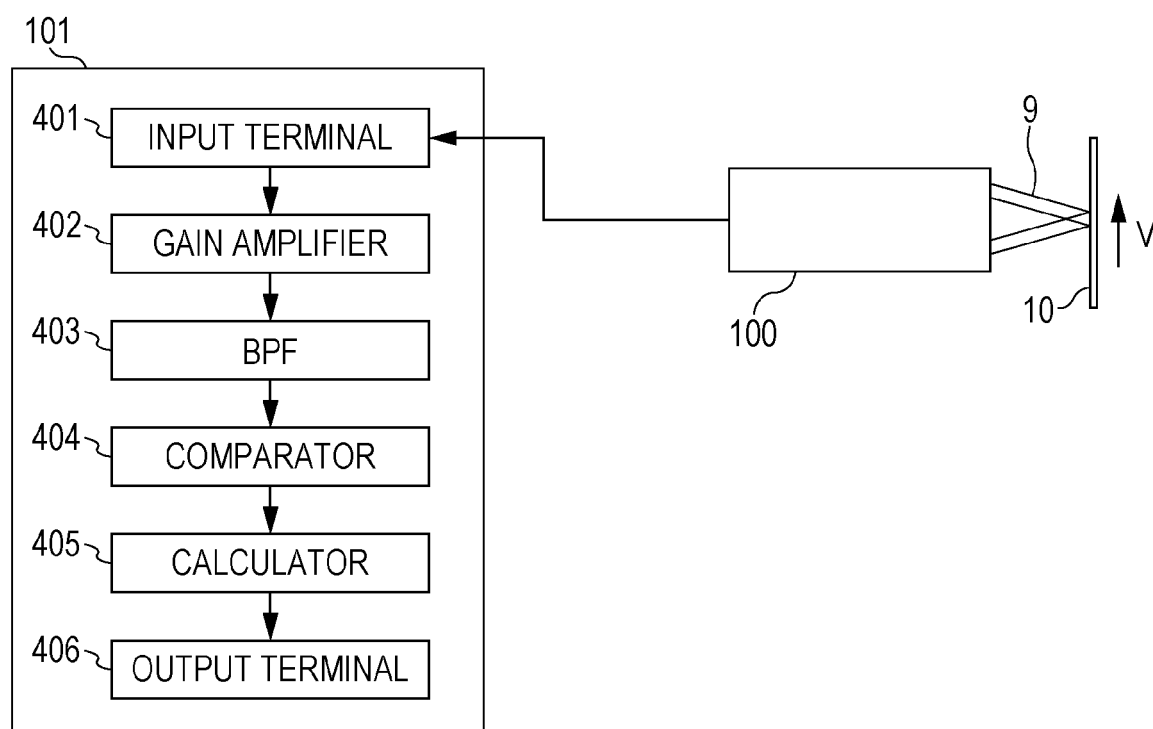 101
401
INPUT TERMINAL
402
GAIN AMPLIFIER
403
BPF
404
COMPARATOR
405
CALCULATOR
406
OUTPUT TERMINAL
9
V
10
100